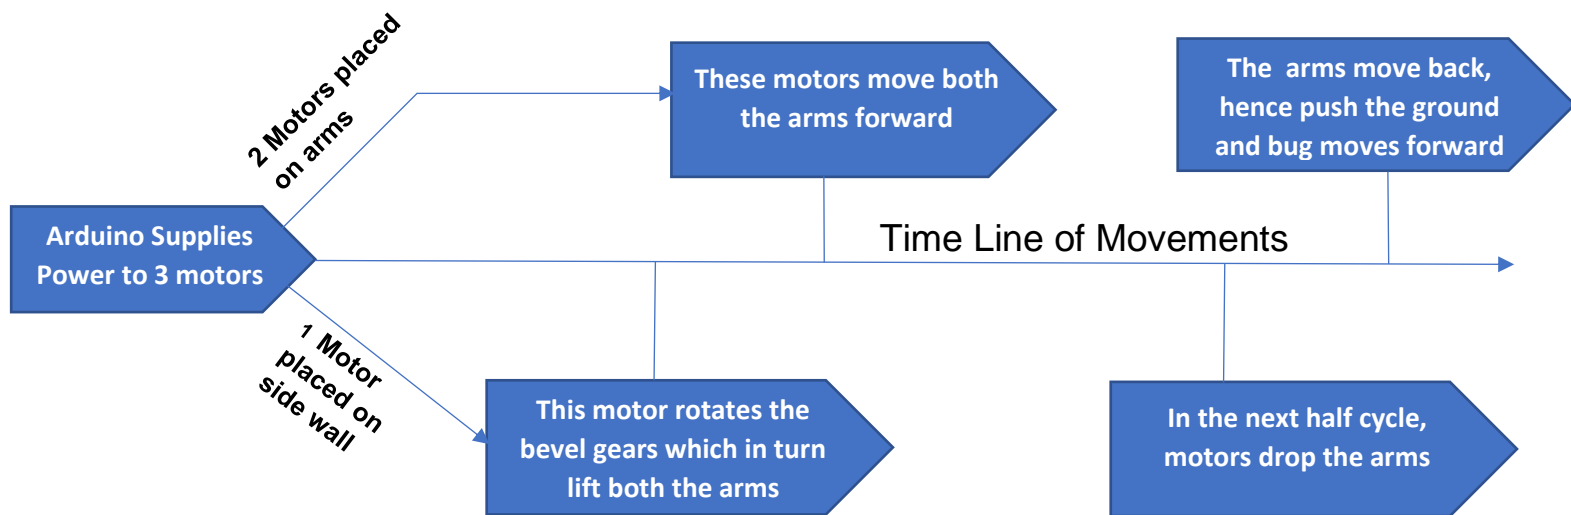 2 Motors placed
on arms
These motors move both
the arms forward
The arms move back,
hence push the ground
and bug moves forward
Arduino Supplies
Power to 3 motors
Time Line of Movements
1 Motor
placed on
side wall
This motor rotates the
bevel gears which in turn
lift both the arms
In the next half cycle,
motors drop the arms